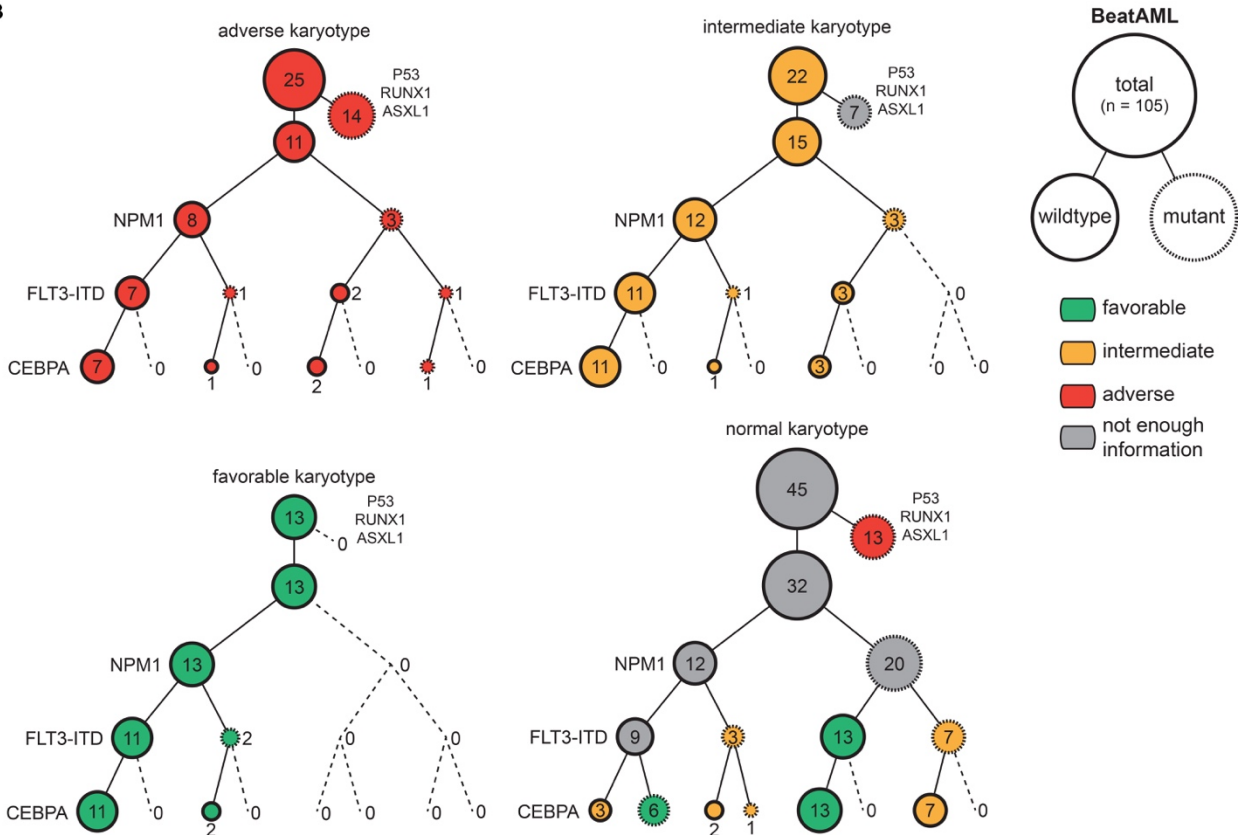 B
adverse karyotype
25
P53
RUNX1
ASXL1
14
11
NPM1
8
3
FLT3-ITD
7
1
2
1
CEBPA
7
0
1
0
2
0
1
0
intermediate karyotype
22
P53
RUNX1
ASXL1
7
15
NPM1
12
3
FLT3-ITD
11
1
3
0
CEBPA
11
0
1
0
3
0
0
0
BeatAML
total
(n = 105)
wildtype
mutant
favorable
intermediate
adverse
not enough
information
favorable karyotype
13
P53
RUNX1
ASXL1
0
13
NPM1
13
0
FLT3-ITD
11
2
0
0
CEBPA
11
0
2
0
0
0
0
0
normal karyotype
45
P53
RUNX1
ASXL1
13
32
NPM1
12
20
FLT3-ITD
9
3
13
7
CEBPA
3
6
2
1
13
0
7
0